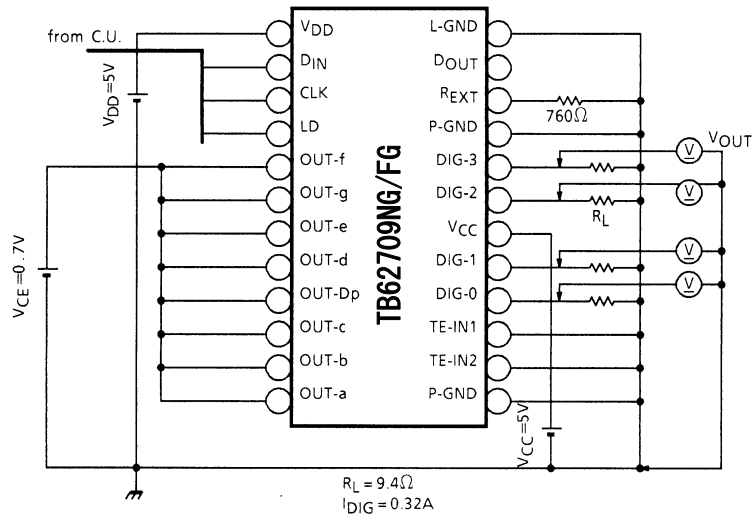 from C.U.
VDD
DIN
CLK
LD
OUT-f
OUT-g
OUT-e
OUT-d
OUT-Dp
OUT-c
OUT-b
OUT-a
TB62709NG/FG
L-GND
DOUT
REXT
P-GND
DIG-3
DIG-2
VCC
DIG-1
DIG-0
TE-IN1
TE-IN2
P-GND
VDD=5V
VCE=0.7V
760Ω
V
VOUT
V
RL
V
V
VCC=5V
RL=9.4Ω
IDIG=0.32A